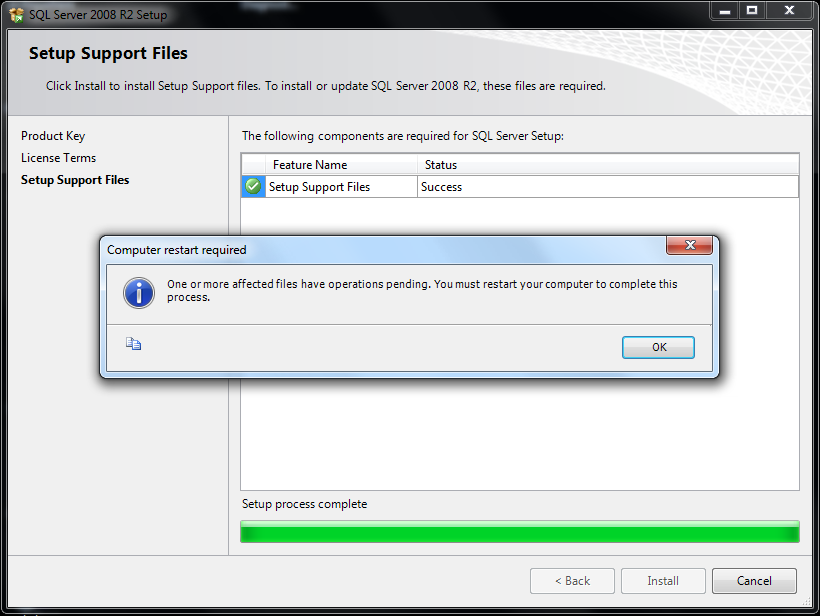 SQL Server 2008 R2 Setup
Setup Support Files
Click Install to install Setup Support files. To install or update SQL Server 2008 R2, these files are required.
Product Key
License Terms
Setup Support Files
The following components are required for SQL Server Setup:
Feature Name Status
Setup Support Files Success
Computer restart required
One or more affected files have operations pending. You must restart your computer to complete this
process.
OK
Setup process complete
< Back Install Cancel